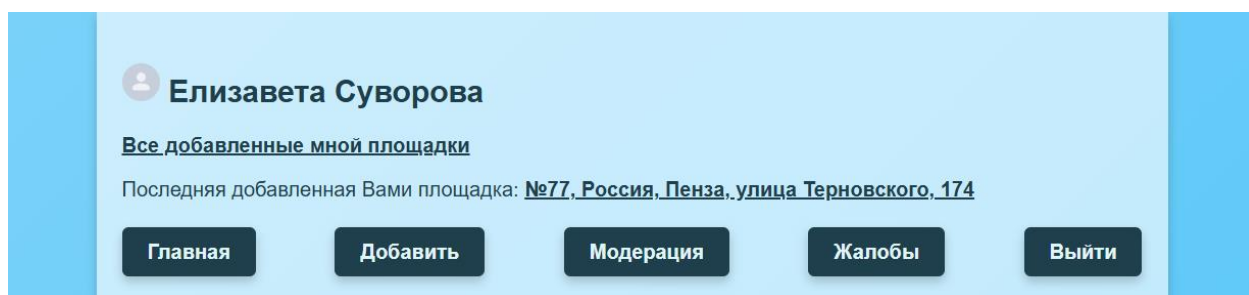 Елизавета Суворова
Все добавленные мной площадки
Последняя добавленная Вами площадка: №77, Россия, Пенза, улица Терновского, 174
Главная Добавить Модерация Жалобы Выйти